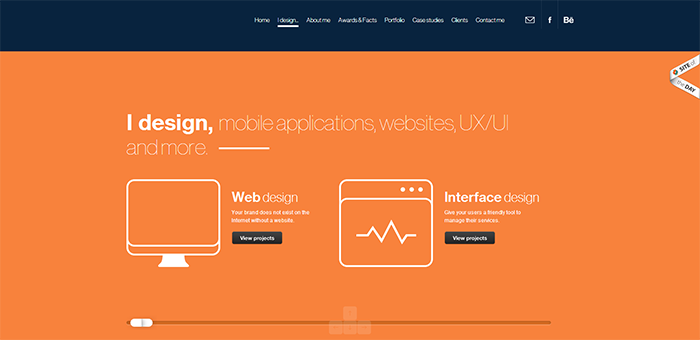 Home I design... About me Awards & Facts Portfolio Case studies Clients Contact me f Bē
SITE of
the DAY
I design, mobile applications, websites, UX/UI
and more.
Web design
Your brand does not exist on the
Internet without a website.
View projects
Interface design
Give your users a friendly tool to
manage their services.
View projects